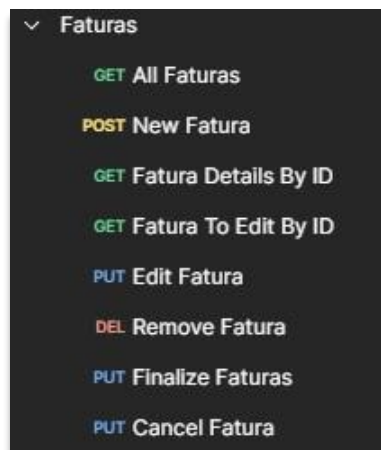 Faturas
GET All Faturas
POST New Fatura
GET Fatura Details By ID
GET Fatura To Edit By ID
PUT Edit Fatura
DEL Remove Fatura
PUT Finalize Faturas
PUT Cancel Fatura